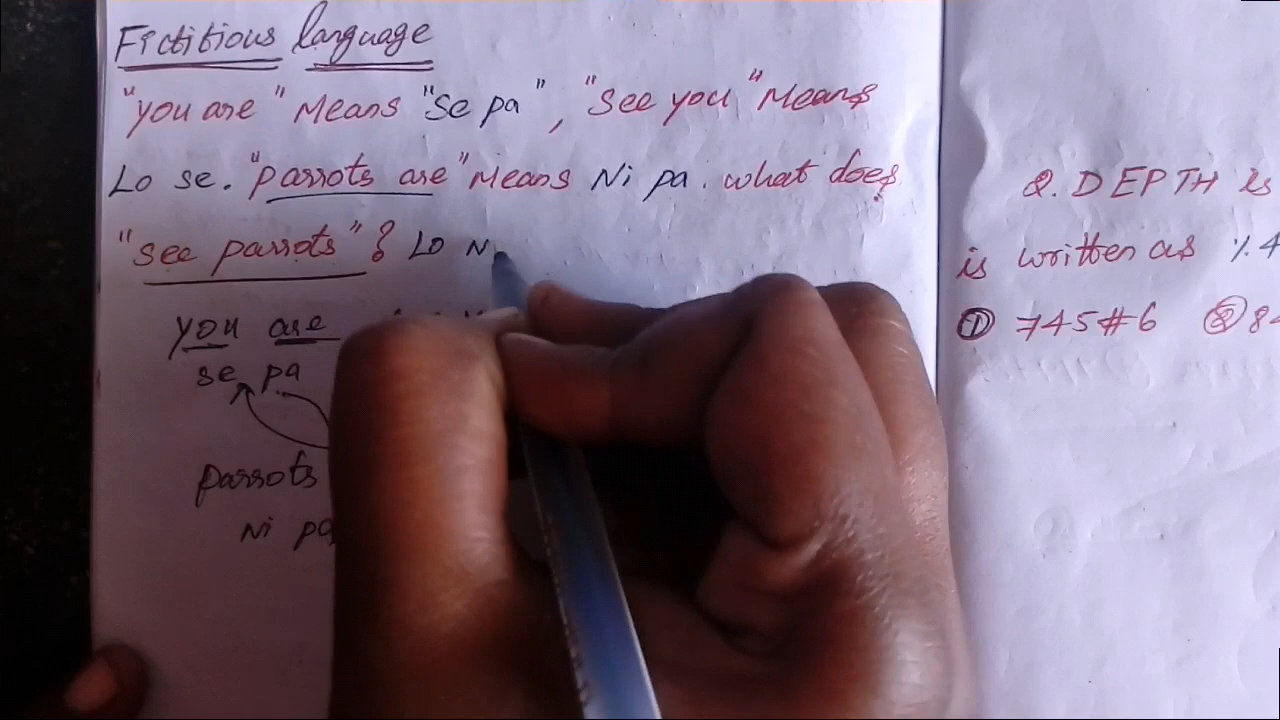 Fictitious language
"you are" Means "se pa", "See you" Means
Lo se. "parrots are" Means Ni pa. what does
"see parrots"? Lo N
you are
se pa
parrots
Ni pa
Q. DEPTH is
is written as
① 745#6 ②